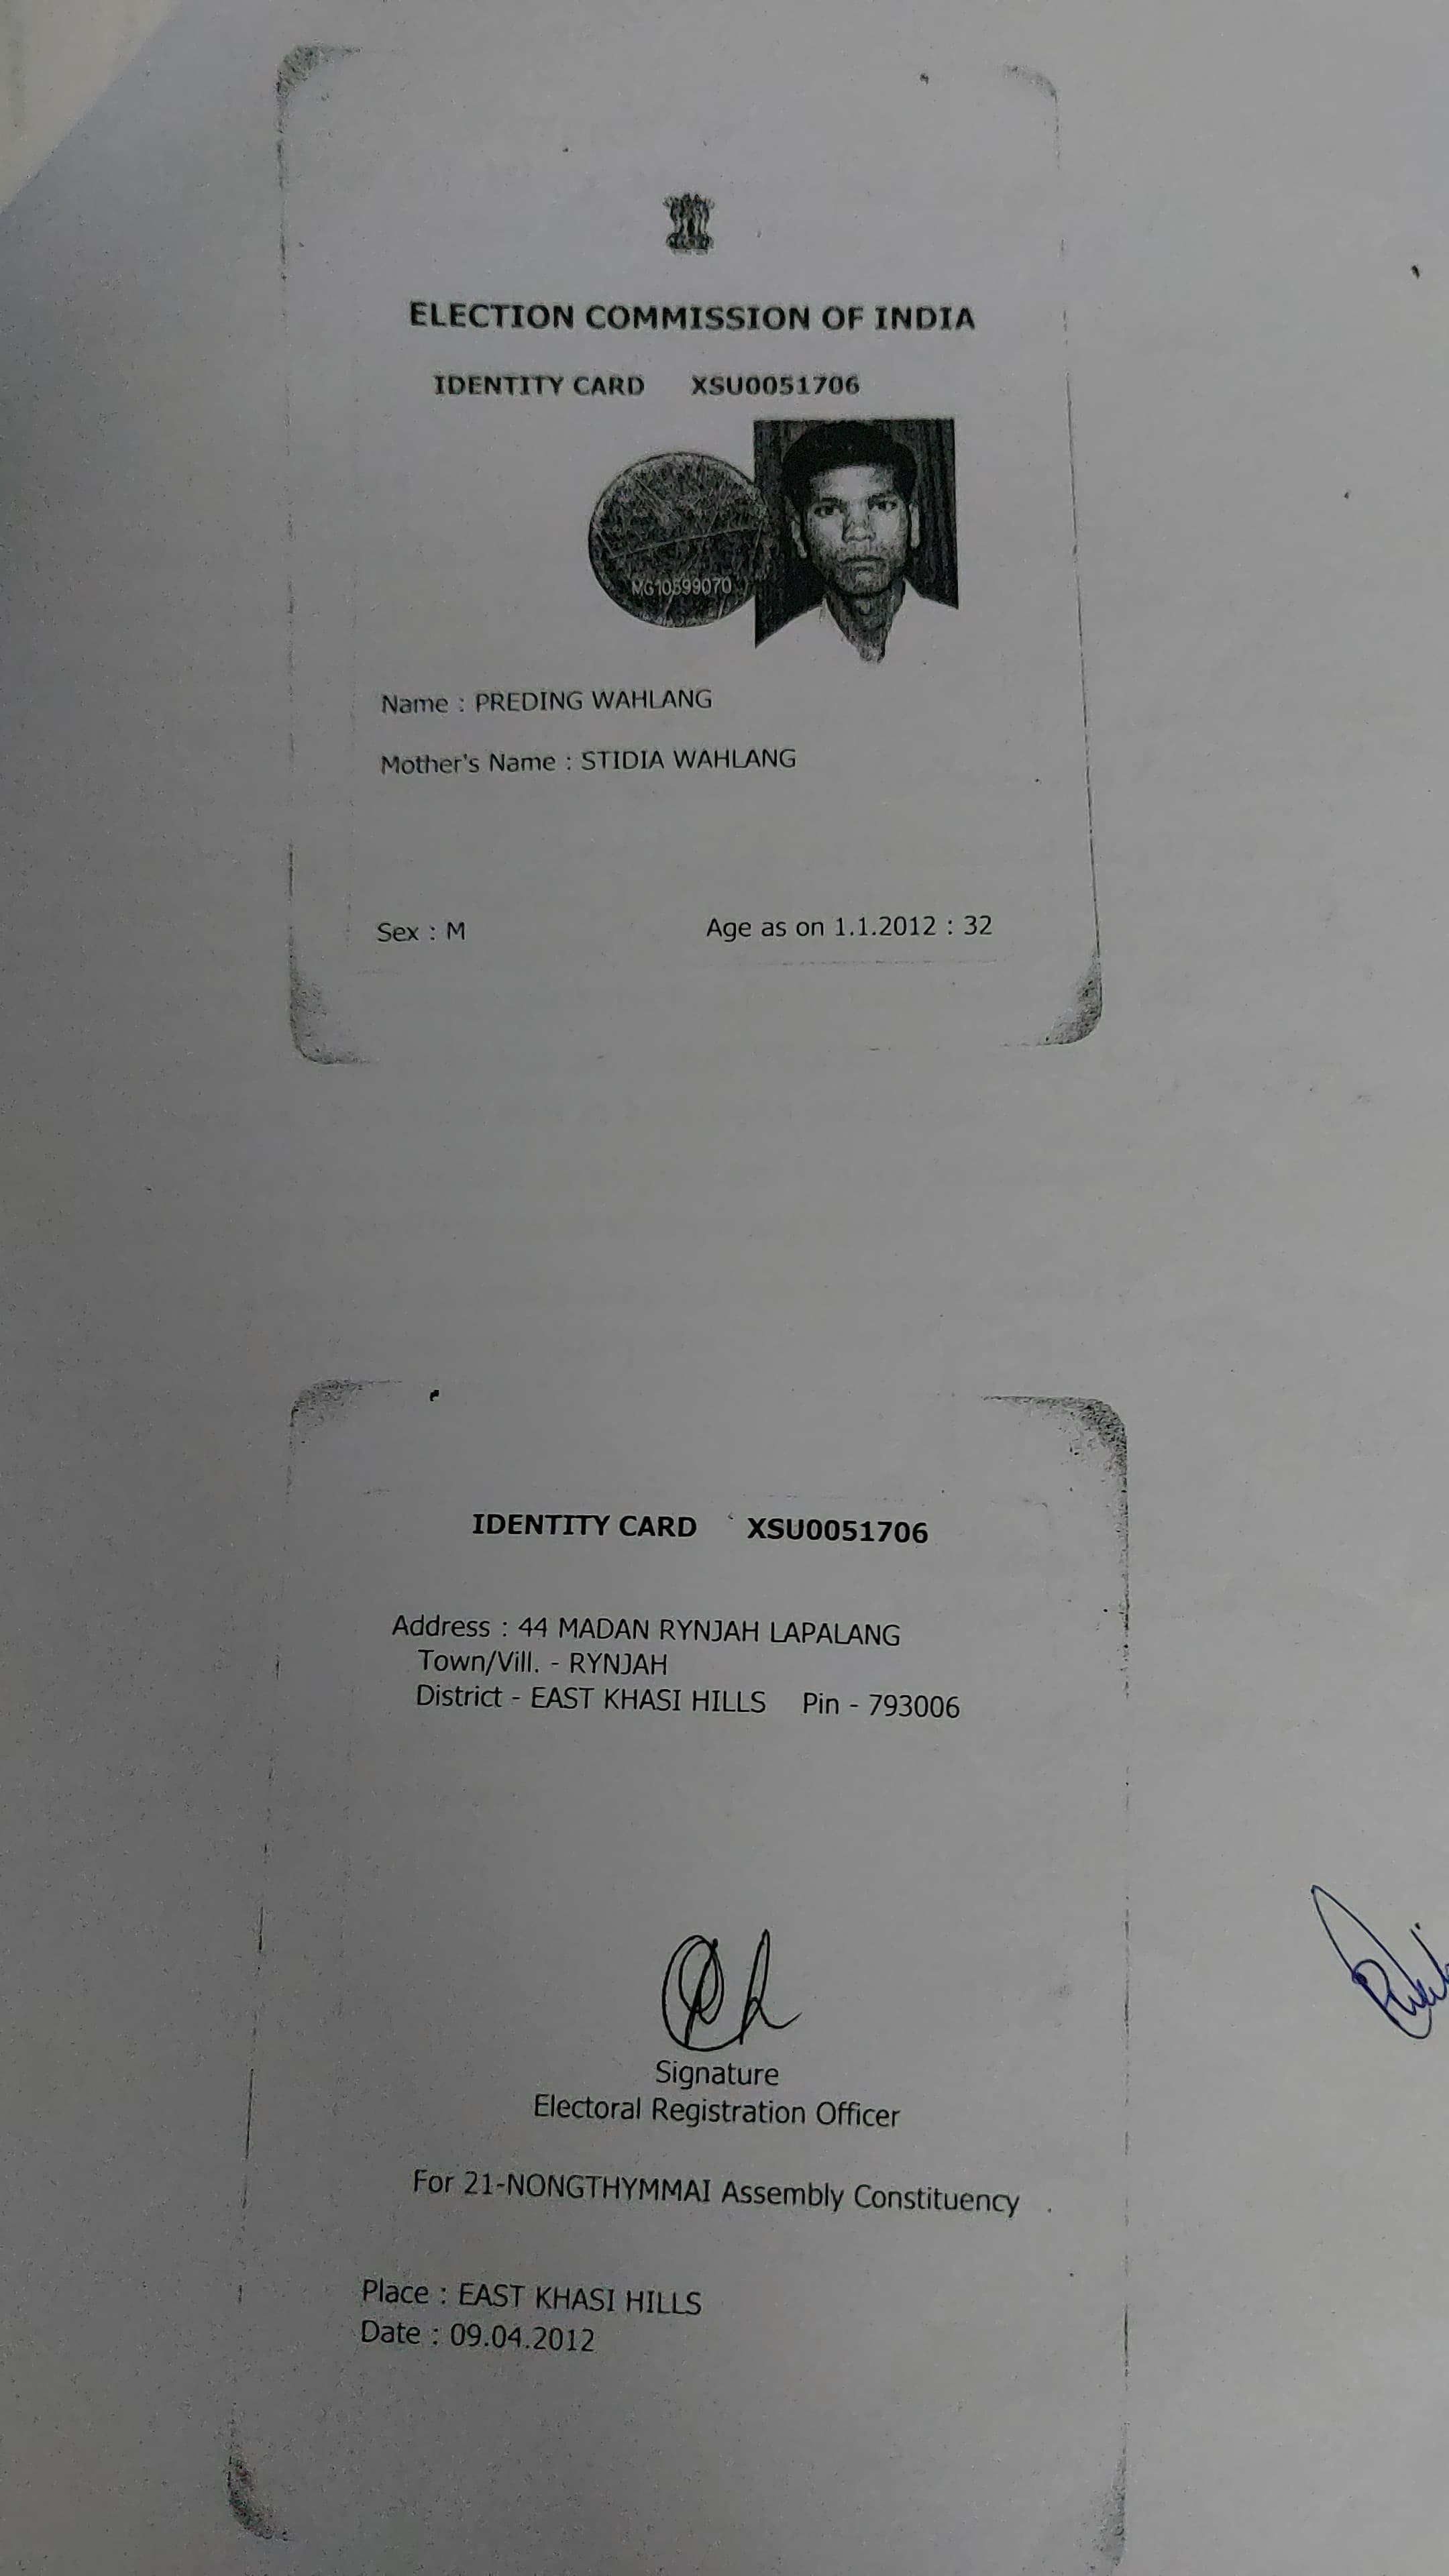 ELECTION COMMISSION OF INDIA
IDENTITY CARD XSU0051706
MG10599070
Name : PREDING WAHLANG
Mother's Name : STIDIA WAHLANG
Sex : M Age as on 1.1.2012 : 32
IDENTITY CARD XSU0051706
Address : 44 MADAN RYNJAH LAPALANG
Town/Vill. - RYNJAH
District - EAST KHASI HILLS Pin - 793006
Signature
Electoral Registration Officer
For 21-NONGTHYMMAI Assembly Constituency
Place : EAST KHASI HILLS
Date : 09.04.2012